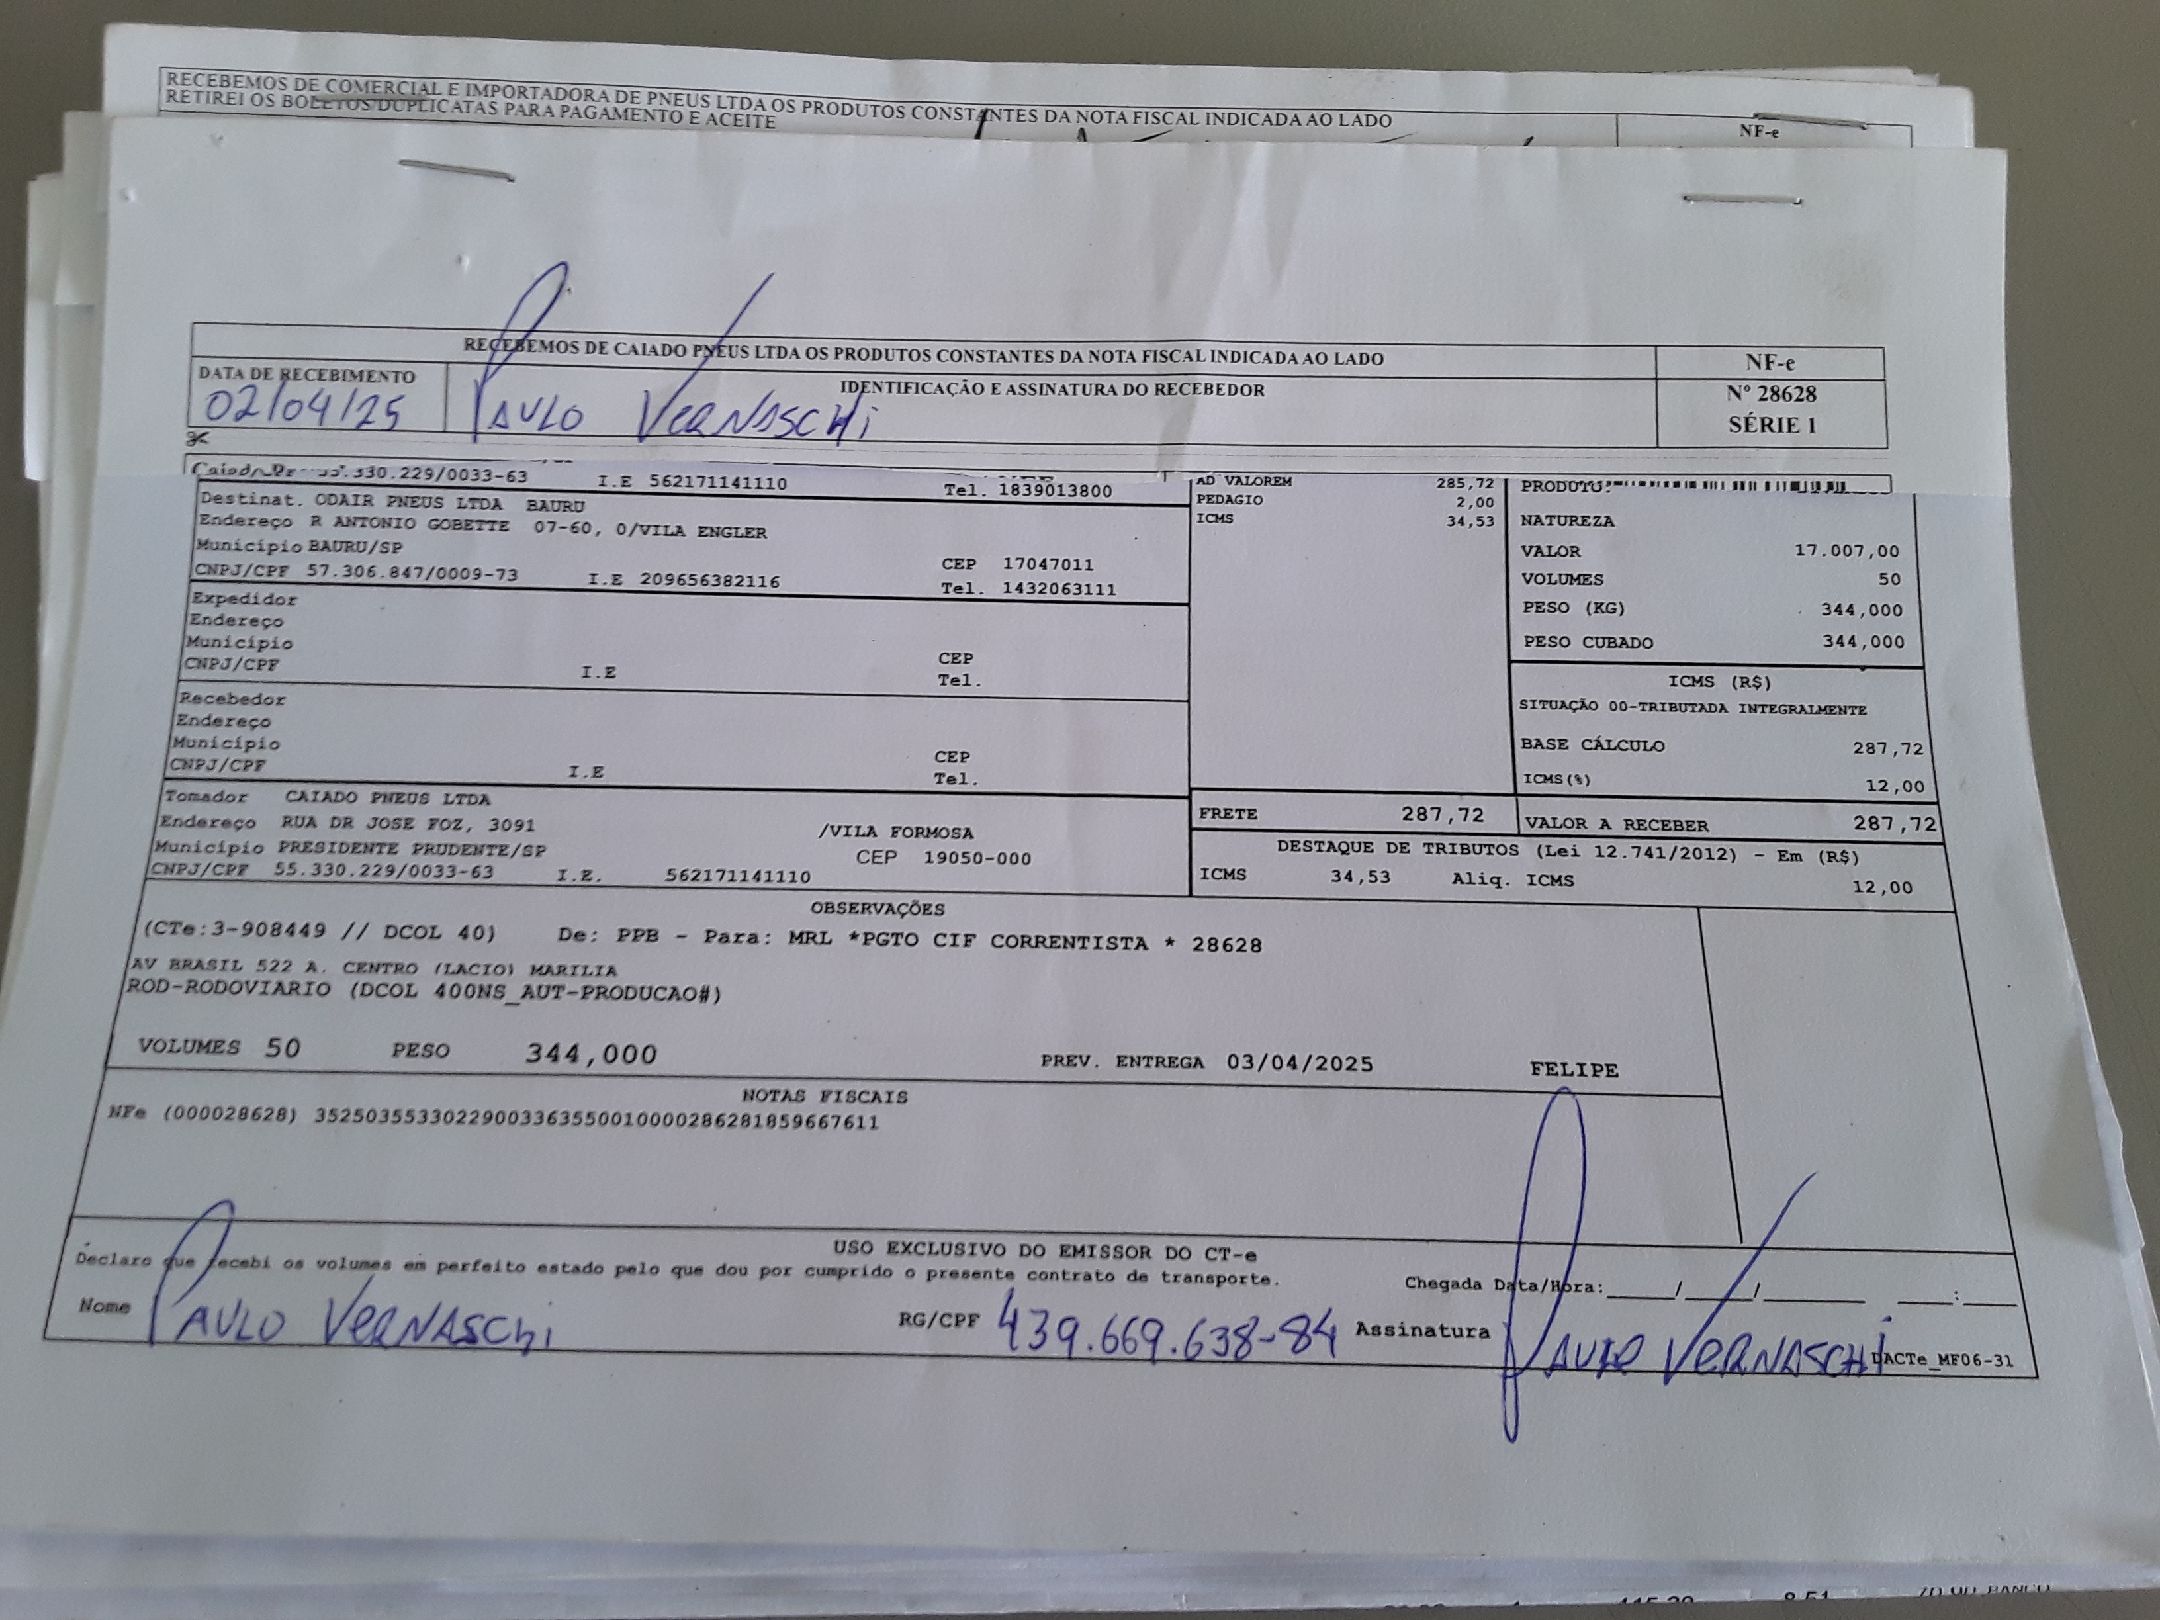 RECEBEMOS DE COMERCIAL E IMPORTADORA DE PNEUS LTDA OS PRODUTOS CONSTANTES DA NOTA FISCAL INDICADA AO LADO
RETIREI OS BOLETOS DUPLICATAS PARA PAGAMENTO E ACEITE
NF-e
RECEBEMOS DE CAIADO PNEUS LTDA OS PRODUTOS CONSTANTES DA NOTA FISCAL INDICADA AO LADO
NF-e
Nº 28628
SÉRIE 1
DATA DE RECEBIMENTO
02/04/25
IDENTIFICAÇÃO E ASSINATURA DO RECEBEDOR
PAULO VERNASCHI
.330.229/0033-63 I.E 562171141110 Tel. 1839013800
Destinat. ODAIR PNEUS LTDA BAURU
Endereço R ANTONIO GOBETTE 07-60, 0/VILA ENGLER
Município BAURU/SP CEP 17047011
CNPJ/CPF 57.306.847/0009-73 I.E 209656382116 Tel. 1432063111
Expedidor
Endereço
Município CEP
CNPJ/CPF I.E Tel.
Recebedor
Endereço
Município CEP
CNPJ/CPF I.E Tel.
Tomador CAIADO PNEUS LTDA
Endereço RUA DR JOSE FOZ, 3091 /VILA FORMOSA
Município PRESIDENTE PRUDENTE/SP CEP 19050-000
CNPJ/CPF 55.330.229/0033-63 I.E. 562171141110
AD VALOREM 285,72
PEDAGIO 2,00
ICMS 34,53
PRODUTO:
NATUREZA
VALOR 17.007,00
VOLUMES 50
PESO (KG) 344,000
PESO CUBADO 344,000
ICMS (R$)
SITUAÇÃO 00-TRIBUTADA INTEGRALMENTE
BASE CÁLCULO 287,72
ICMS(%) 12,00
FRETE 287,72 VALOR A RECEBER 287,72
DESTAQUE DE TRIBUTOS (Lei 12.741/2012) - Em (R$)
ICMS 34,53 Aliq. ICMS 12,00
OBSERVAÇÕES
(CTe:3-908449 // DCOL 40) De: PPB - Para: MRL *PGTO CIF CORRENTISTA * 28628
AV BRASIL 522 A. CENTRO (LACIO) MARILIA
ROD-RODOVIARIO (DCOL 400NS_AUT-PRODUCAO#)
VOLUMES 50 PESO 344,000 PREV. ENTREGA 03/04/2025 FELIPE
NOTAS FISCAIS
NFe (000028628) 35250355330229003363550010000286281859667611
USO EXCLUSIVO DO EMISSOR DO CT-e
Declaro que recebi os volumes em perfeito estado pelo que dou por cumprido o presente contrato de transporte. Chegada Data/Hora:_____/_____/________ ____:____
Nome PAULO VERNASCHI RG/CPF 439.669.638-84 Assinatura PAULO VERNASCHI
DACTe_MF06-31